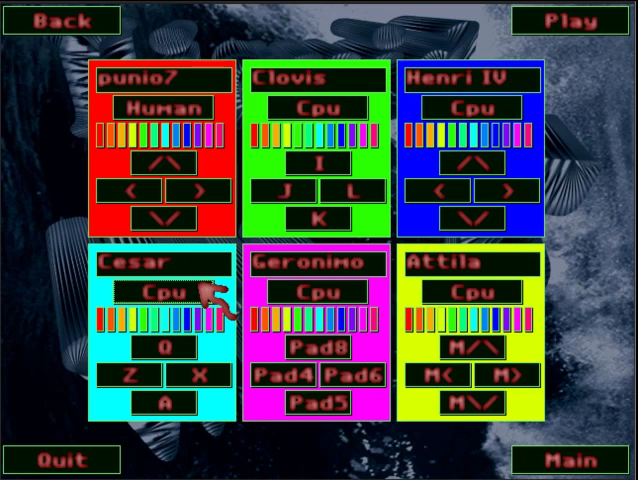 Back
Play
punio7
Clovis
Henri IV
Human
Cpu
Cpu
/\
I
/\
< >
J L
< >
\/
K
\/
Cesar
Geronimo
Attila
Cpu
Cpu
Cpu
Q
Pad8
M/\
Z X
Pad4 Pad6
M< M>
A
Pad5
M\/
Quit
Main